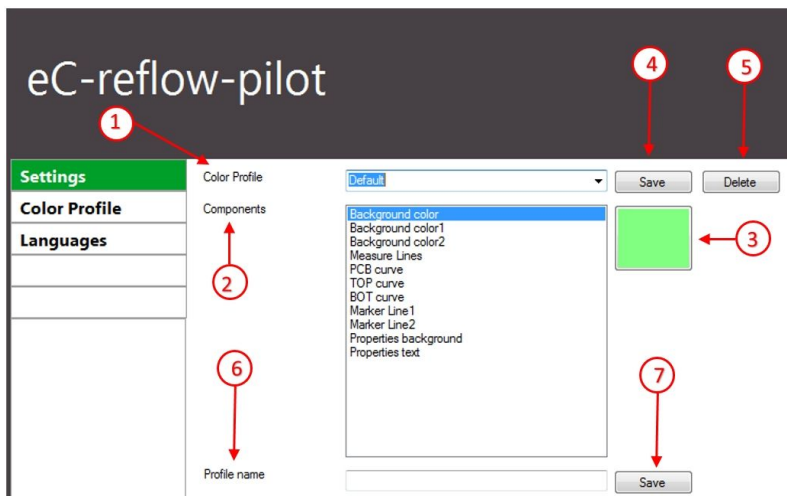 eC-reflow-pilot
4
5
1
Settings
Color Profile
Default
Save
Delete
Color Profile
Components
Languages
Background color
Background color1
Background color2
Measure Lines
PCB curve
TOP curve
BOT curve
Marker Line1
Marker Line2
Properties background
Properties text
3
2
6
7
Profile name
Save